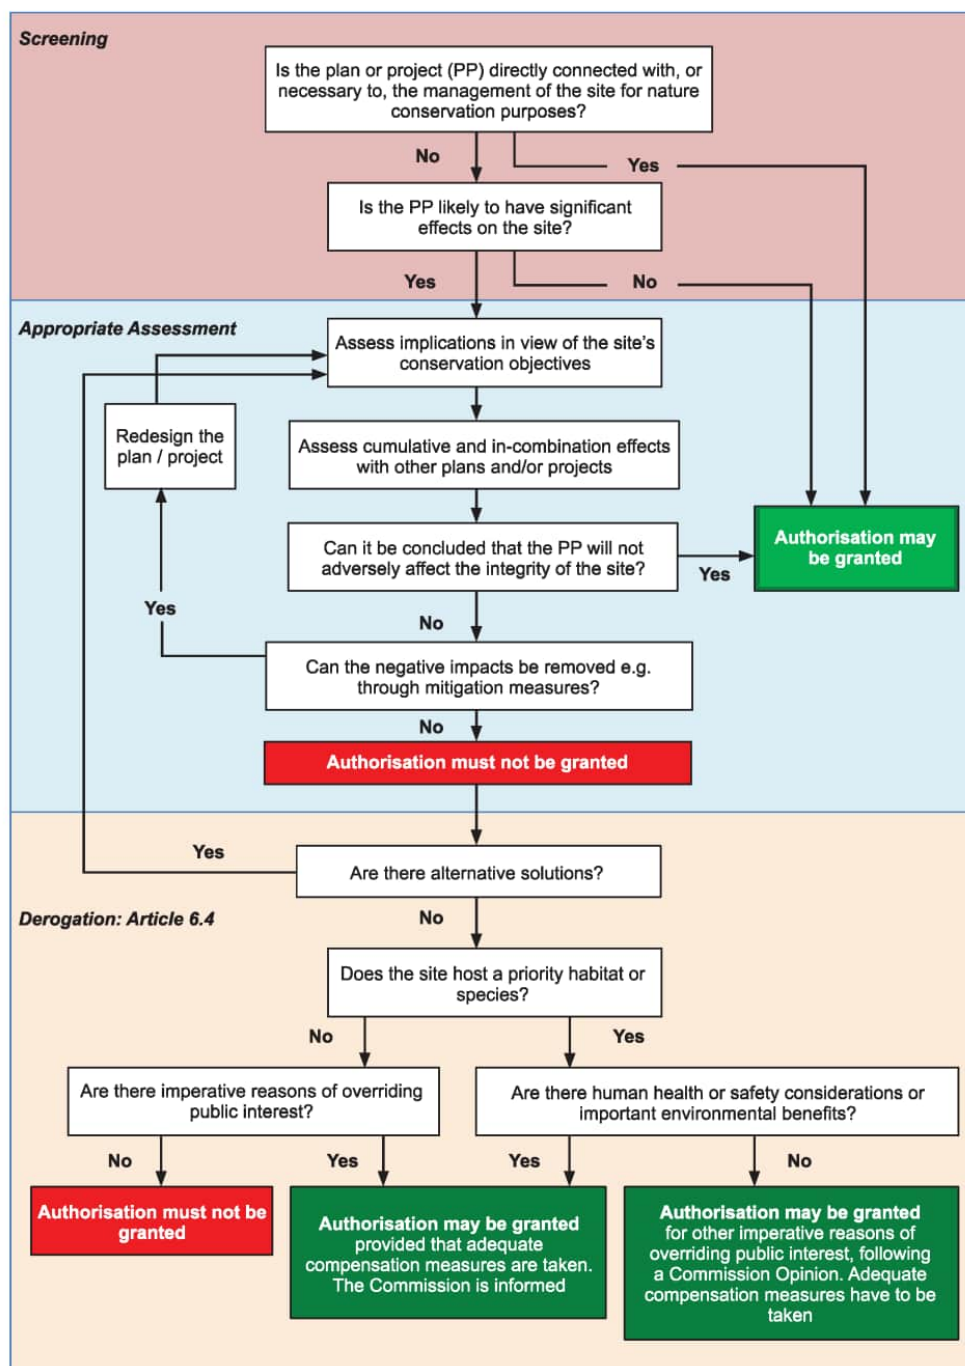 Screening
Is the plan or project (PP) directly connected with, or
necessary to, the management of the site for nature
conservation purposes?
No
Yes
Is the PP likely to have significant
effects on the site?
Yes
No
Appropriate Assessment
Assess implications in view of the site's
conservation objectives
Redesign the
plan / project
Assess cumulative and in-combination effects
with other plans and/or projects
Can it be concluded that the PP will not
adversely affect the integrity of the site?
Yes
Authorisation may
be granted
Yes
No
Can the negative impacts be removed e.g.
through mitigation measures?
No
Authorisation must not be granted
Yes
Are there alternative solutions?
Derogation: Article 6.4
No
Does the site host a priority habitat or
species?
No
Yes
Are there imperative reasons of overriding
public interest?
Are there human health or safety considerations or
important environmental benefits?
No
Yes
Yes
No
Authorisation must not be
granted
Authorisation may be granted
provided that adequate
compensation measures are taken.
The Commission is informed
Authorisation may be granted
for other imperative reasons of
overriding public interest, following
a Commission Opinion. Adequate
compensation measures have to be
taken